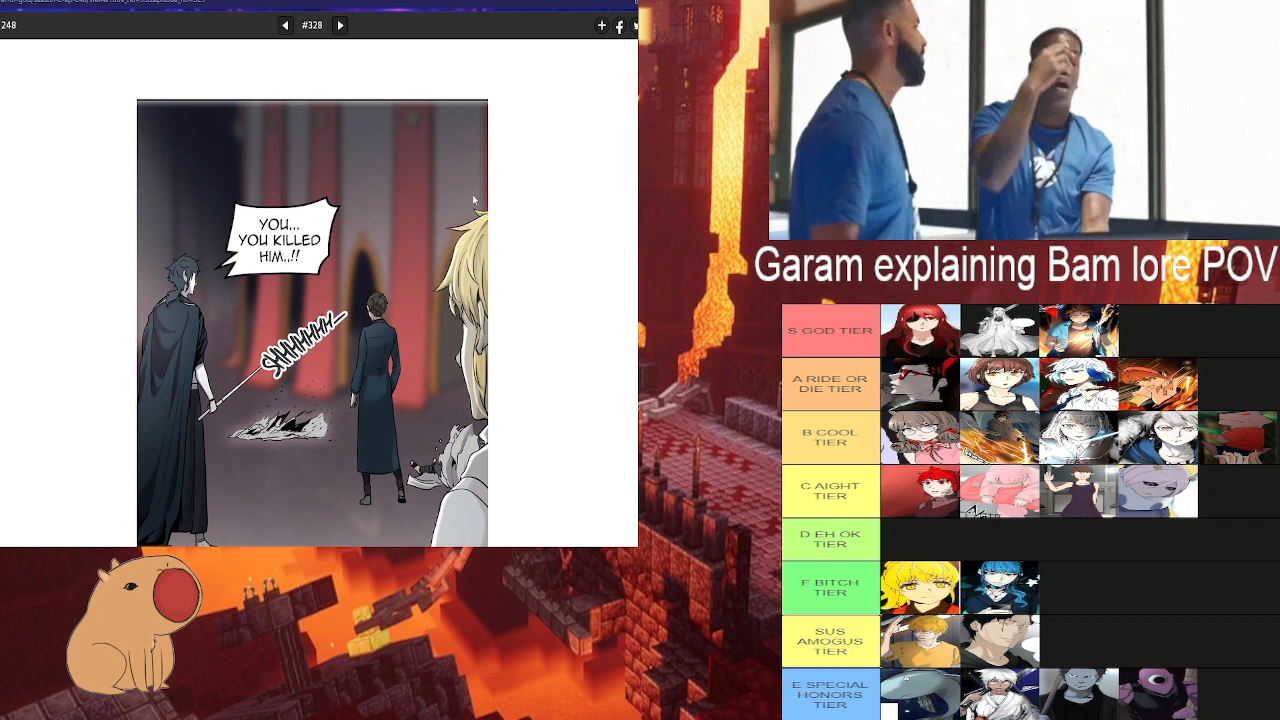 248
#328
YOU...
YOU KILLED
HIM..!!
SHHHHHH
Garam explaining Bam lore POV
S GOD TIER
A RIDE OR
DIE TIER
B COOL
TIER
C AIGHT
TIER
D EH OK
TIER
F BITCH
TIER
SUS
AMOGUS
TIER
E SPECIAL
HONORS
TIER